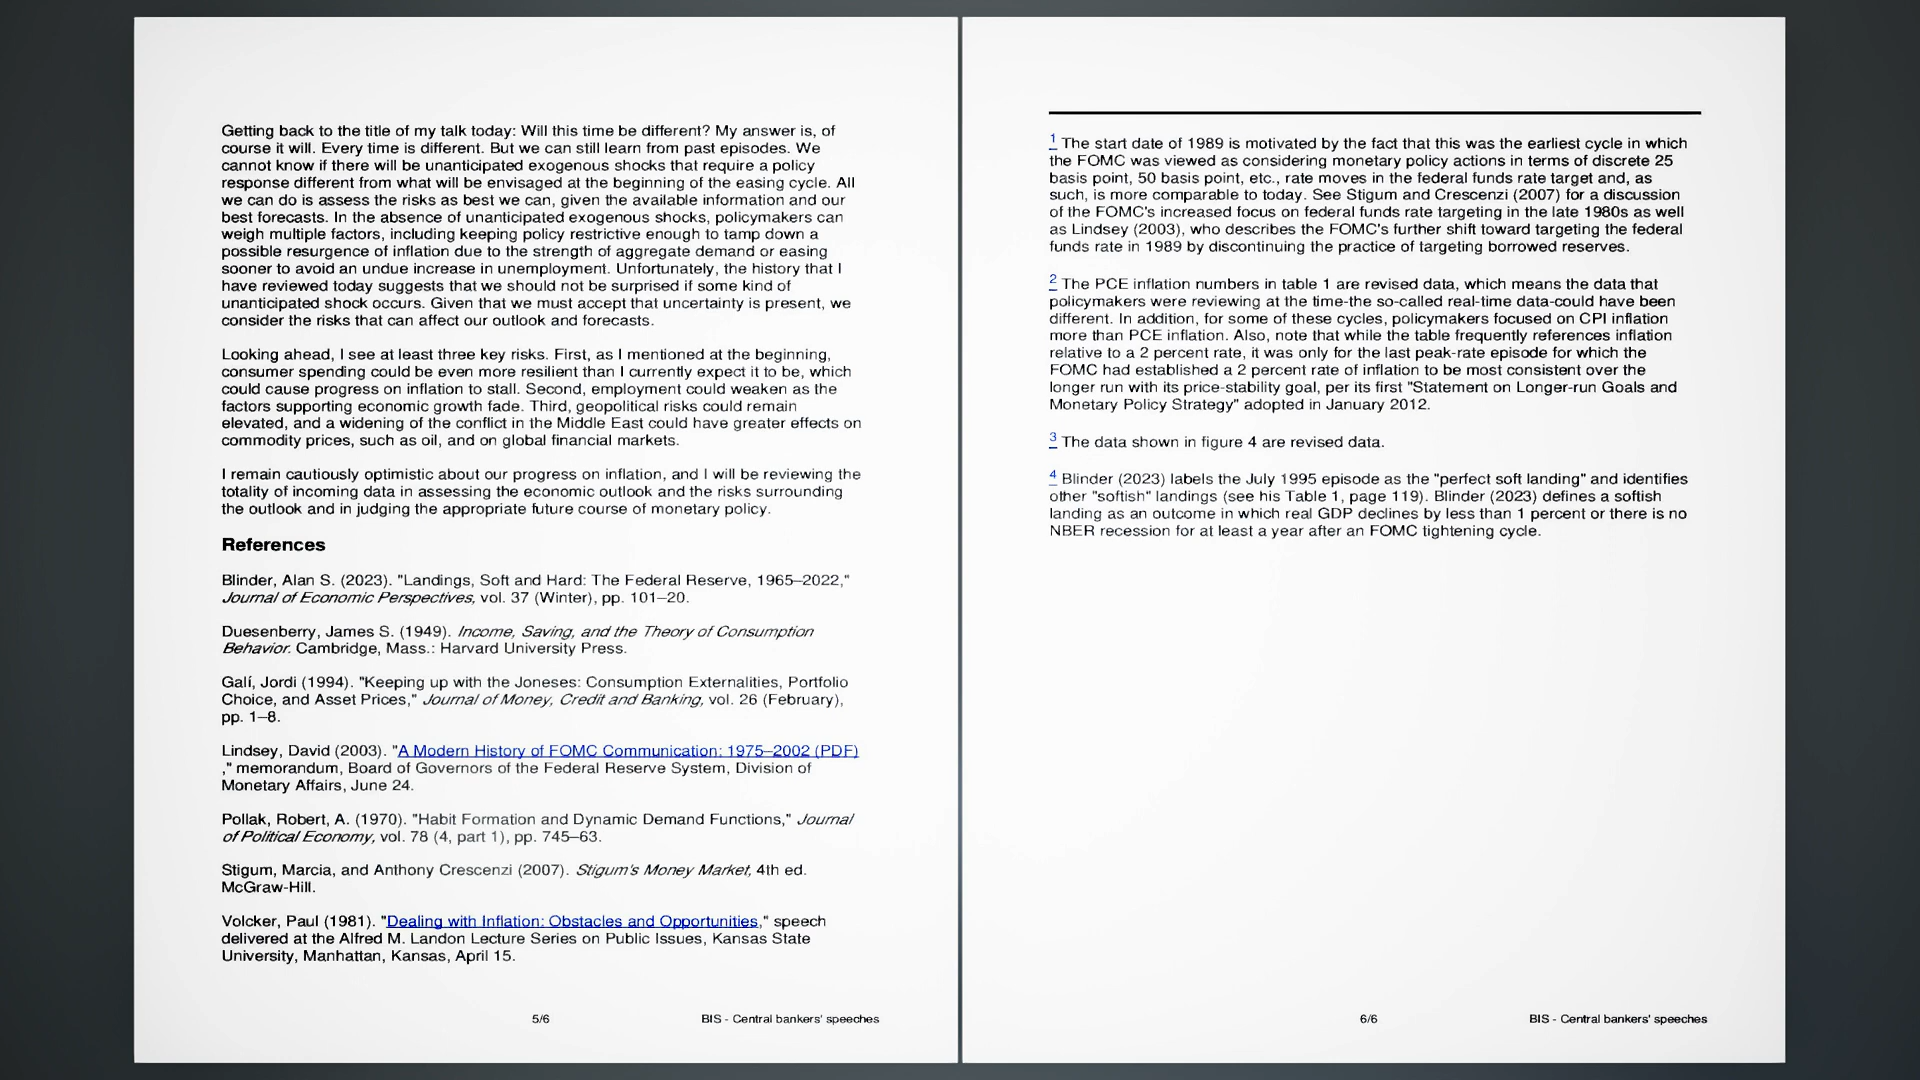 Getting back to the title of my talk today: Will this time be different? My answer is, of
course it will. Every time is different. But we can still learn from past episodes. We
cannot know if there will be unanticipated exogenous shocks that require a policy
response different from what will be envisaged at the beginning of the easing cycle. All
we can do is assess the risks as best we can, given the available information and our
best forecasts. In the absence of unanticipated exogenous shocks, policymakers can
weigh multiple factors, including keeping policy restrictive enough to tamp down a
possible resurgence of inflation due to the strength of aggregate demand or easing
sooner to avoid an undue increase in unemployment. Unfortunately, the history that I
have reviewed today suggests that we should not be surprised if some kind of
unanticipated shock occurs. Given that we must accept that uncertainty is present, we
consider the risks that can affect our outlook and forecasts.
Looking ahead, I see at least three key risks. First, as I mentioned at the beginning,
consumer spending could be even more resilient than I currently expect it to be, which
could cause progress on inflation to stall. Second, employment could weaken as the
factors supporting economic growth fade. Third, geopolitical risks could remain
elevated, and a widening of the conflict in the Middle East could have greater effects on
commodity prices, such as oil, and on global financial markets.
I remain cautiously optimistic about our progress on inflation, and I will be reviewing the
totality of incoming data in assessing the economic outlook and the risks surrounding
the outlook and in judging the appropriate future course of monetary policy.
References
Blinder, Alan S. (2023). "Landings, Soft and Hard: The Federal Reserve, 1965–2022,"
Journal of Economic Perspectives, vol. 37 (Winter), pp. 101–20.
Duesenberry, James S. (1949). Income, Saving, and the Theory of Consumption
Behavior. Cambridge, Mass.: Harvard University Press.
Galí, Jordi (1994). "Keeping up with the Joneses: Consumption Externalities, Portfolio
Choice, and Asset Prices," Journal of Money, Credit and Banking, vol. 26 (February),
pp. 1–8.
Lindsey, David (2003). "A Modern History of FOMC Communication: 1975–2002 (PDF)
," memorandum, Board of Governors of the Federal Reserve System, Division of
Monetary Affairs, June 24.
Pollak, Robert, A. (1970). "Habit Formation and Dynamic Demand Functions," Journal
of Political Economy, vol. 78 (4, part 1), pp. 745–63.
Stigum, Marcia, and Anthony Crescenzi (2007). Stigum's Money Market, 4th ed.
McGraw-Hill.
Volcker, Paul (1981). "Dealing with Inflation: Obstacles and Opportunities," speech
delivered at the Alfred M. Landon Lecture Series on Public Issues, Kansas State
University, Manhattan, Kansas, April 15.
5/6
BIS - Central bankers' speeches
1 The start date of 1989 is motivated by the fact that this was the earliest cycle in which
the FOMC was viewed as considering monetary policy actions in terms of discrete 25
basis point, 50 basis point, etc., rate moves in the federal funds rate target and, as
such, is more comparable to today. See Stigum and Crescenzi (2007) for a discussion
of the FOMC's increased focus on federal funds rate targeting in the late 1980s as well
as Lindsey (2003), who describes the FOMC's further shift toward targeting the federal
funds rate in 1989 by discontinuing the practice of targeting borrowed reserves.
2 The PCE inflation numbers in table 1 are revised data, which means the data that
policymakers were reviewing at the time-the so-called real-time data-could have been
different. In addition, for some of these cycles, policymakers focused on CPI inflation
more than PCE inflation. Also, note that while the table frequently references inflation
relative to a 2 percent rate, it was only for the last peak-rate episode for which the
FOMC had established a 2 percent rate of inflation to be most consistent over the
longer run with its price-stability goal, per its first "Statement on Longer-run Goals and
Monetary Policy Strategy" adopted in January 2012.
3 The data shown in figure 4 are revised data.
4 Blinder (2023) labels the July 1995 episode as the "perfect soft landing" and identifies
other "softish" landings (see his Table 1, page 119). Blinder (2023) defines a softish
landing as an outcome in which real GDP declines by less than 1 percent or there is no
NBER recession for at least a year after an FOMC tightening cycle.
6/6
BIS - Central bankers' speeches